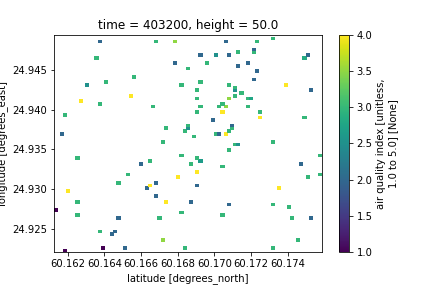 time = 403200, height = 50.0
24.945
24.940
24.935
24.930
24.925
[degrees_east]
60.162 60.164 60.166 60.168 60.170 60.172 60.174
latitude [degrees_north]
4.0
3.5
3.0
2.5
2.0
1.5
1.0
air quality index [unitless,
1.0 to 5.0] [None]